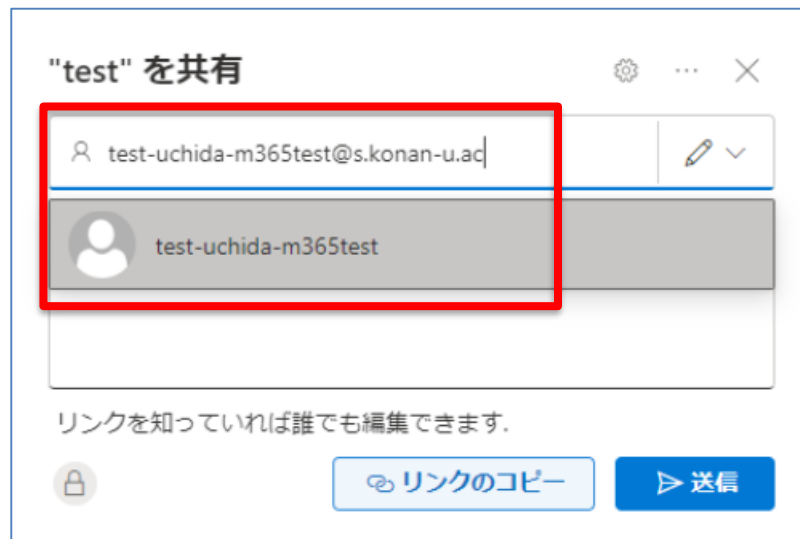 "test" を共有
test-uchida-m365test@s.konan-u.ac
test-uchida-m365test
リンクを知っていれば誰でも編集できます.
リンクのコピー
送信